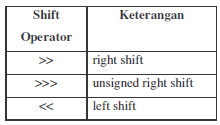 Shift Operator Keterangan
>> right shift
>>> unsigned right shift
<< left shift